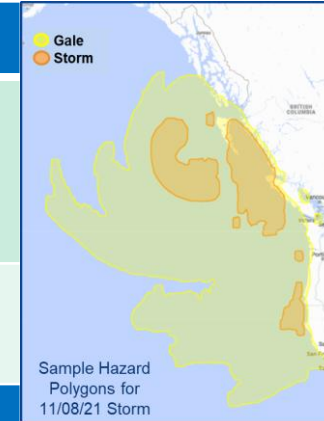 Gale
Storm
BRITISH
COLUMBIA
Sample Hazard
Polygons for
11/08/21 Storm